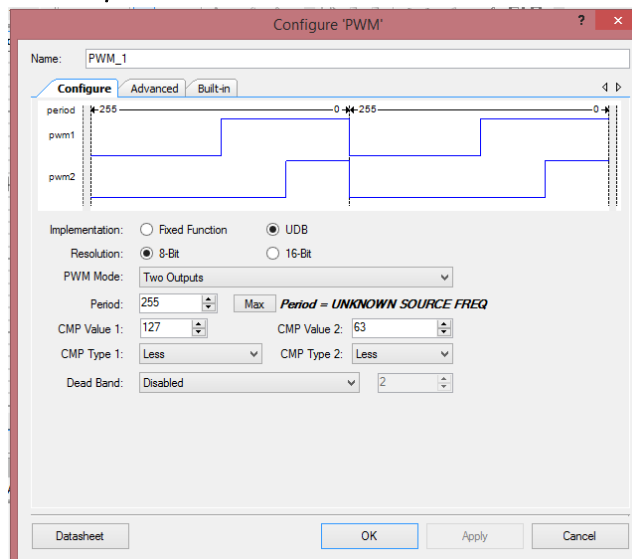 Configure 'PWM'
Name: PWM_1
Configure Advanced Built-in
period 255 0 255 0
pwm1
pwm2
Implementation: Fixed Function UDB
Resolution: 8-Bit 16-Bit
PWM Mode: Two Outputs
Period: 255 Max Period = UNKNOWN SOURCE FREQ
CMP Value 1: 127 CMP Value 2: 63
CMP Type 1: Less CMP Type 2: Less
Dead Band: Disabled 2
Datasheet OK Apply Cancel